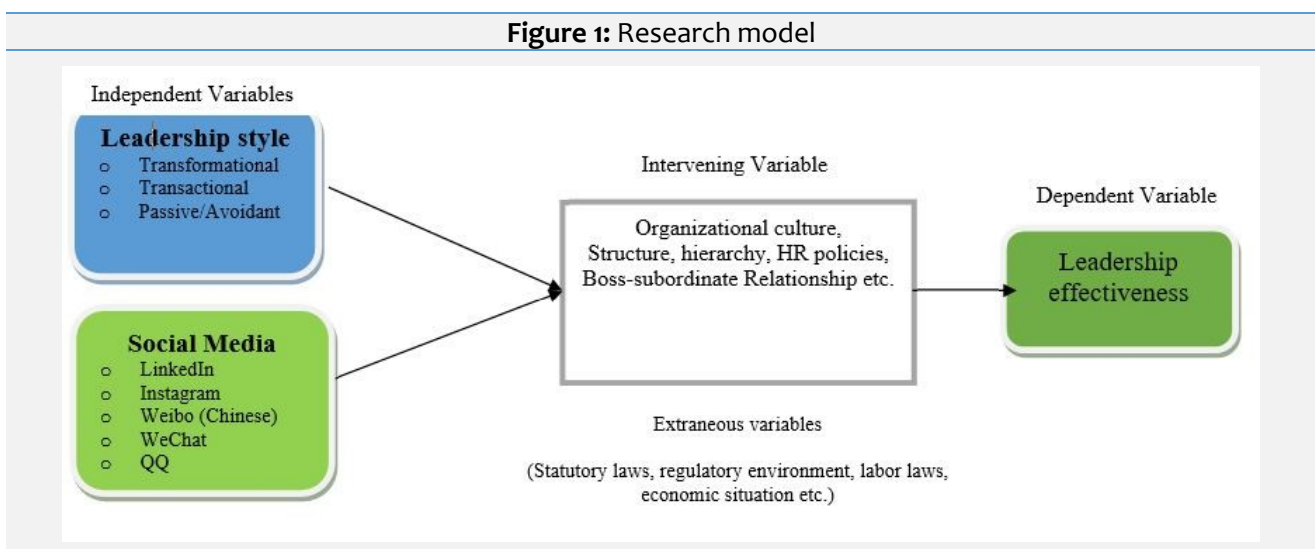 Figure 1: Research model
Independent Variables
Leadership style
o Transformational
o Transactional
o Passive/Avoidant
Social Media
o LinkedIn
o Instagram
o Weibo (Chinese)
o WeChat
o QQ
Intervening Variable
Organizational culture,
Structure, hierarchy, HR policies,
Boss-subordinate Relationship etc.
Extraneous variables
(Statutory laws, regulatory environment, labor laws,
economic situation etc.)
Dependent Variable
Leadership
effectiveness